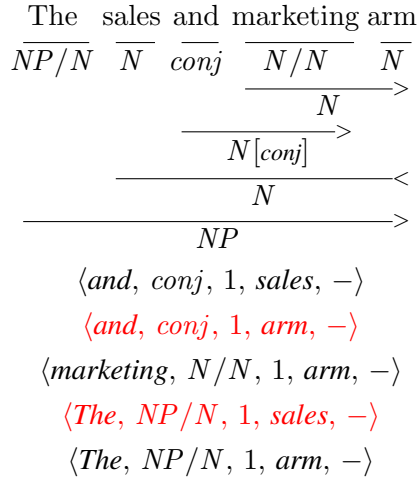 The sales and marketing arm
NP/N N conj N/N N
>
N
>
N[conj]
<
N
>
NP
⟨and, conj, 1, sales, −⟩
⟨and, conj, 1, arm, −⟩
⟨marketing, N/N, 1, arm, −⟩
⟨The, NP/N, 1, sales, −⟩
⟨The, NP/N, 1, arm, −⟩